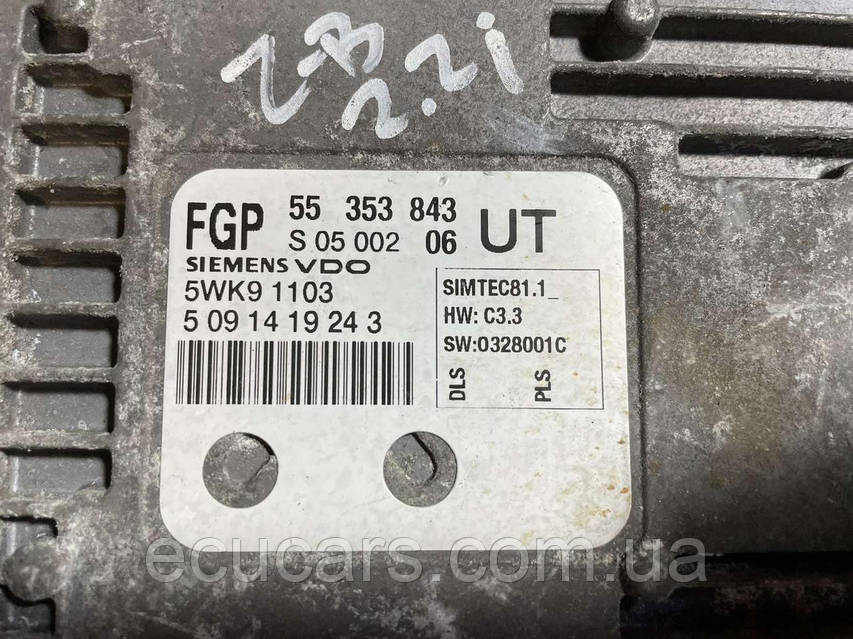 Z-B
2.2i
FGP 55 353 843 UT
S 05 002 06
SIEMENS VDO
5WK9 1103
5 09 14 19 24 3
SIMTEC81.1_
HW: C3.3
SW:0328001C
DLS PLS
ecucars.com.ua